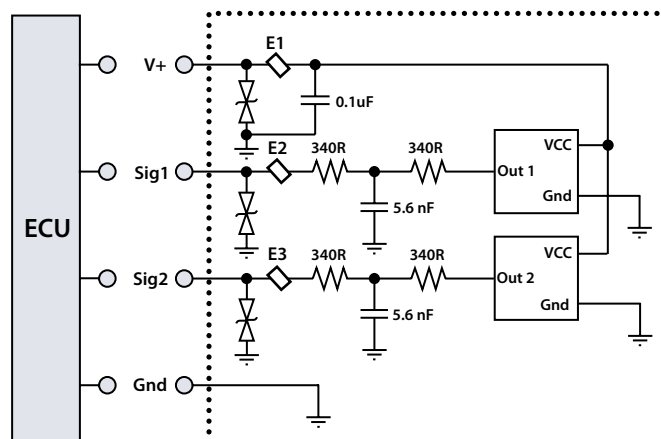 E1
V+
0.1uF
E2
340R
340R
VCC
Sig1
Out 1
Gnd
5.6 nF
ECU
E3
340R
340R
VCC
Sig2
Out 2
Gnd
5.6 nF
Gnd